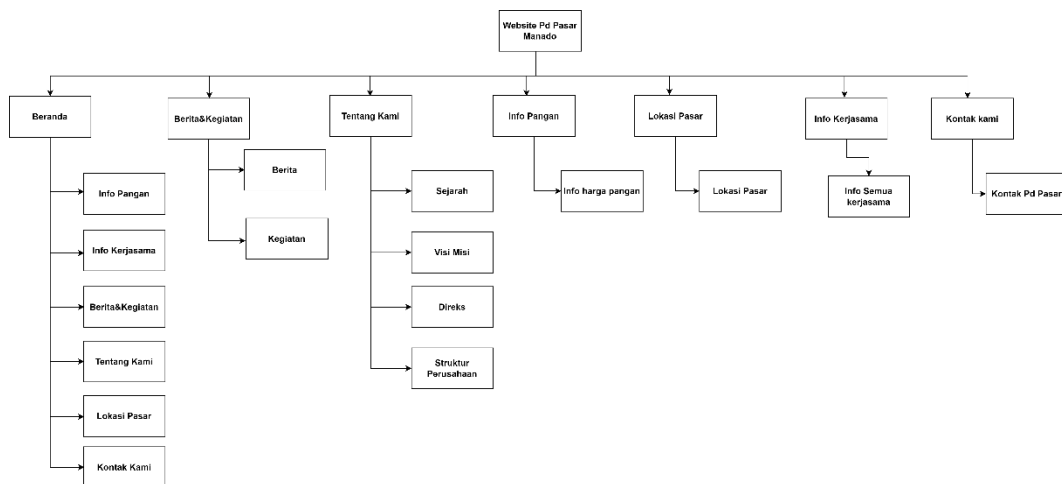 Website Pd Pasar
Manado
Beranda
Berita&Kegiatan
Tentang Kami
Info Pangan
Lokasi Pasar
Info Kerjasama
Kontak kami
Info Pangan
Info Kerjasama
Berita&Kegiatan
Tentang Kami
Lokasi Pasar
Kontak Kami
Berita
Kegiatan
Sejarah
Visi Misi
Direks
Struktur
Perusahaan
Info harga pangan
Lokasi Pasar
Info Semua
kerjasama
Kontak Pd Pasar